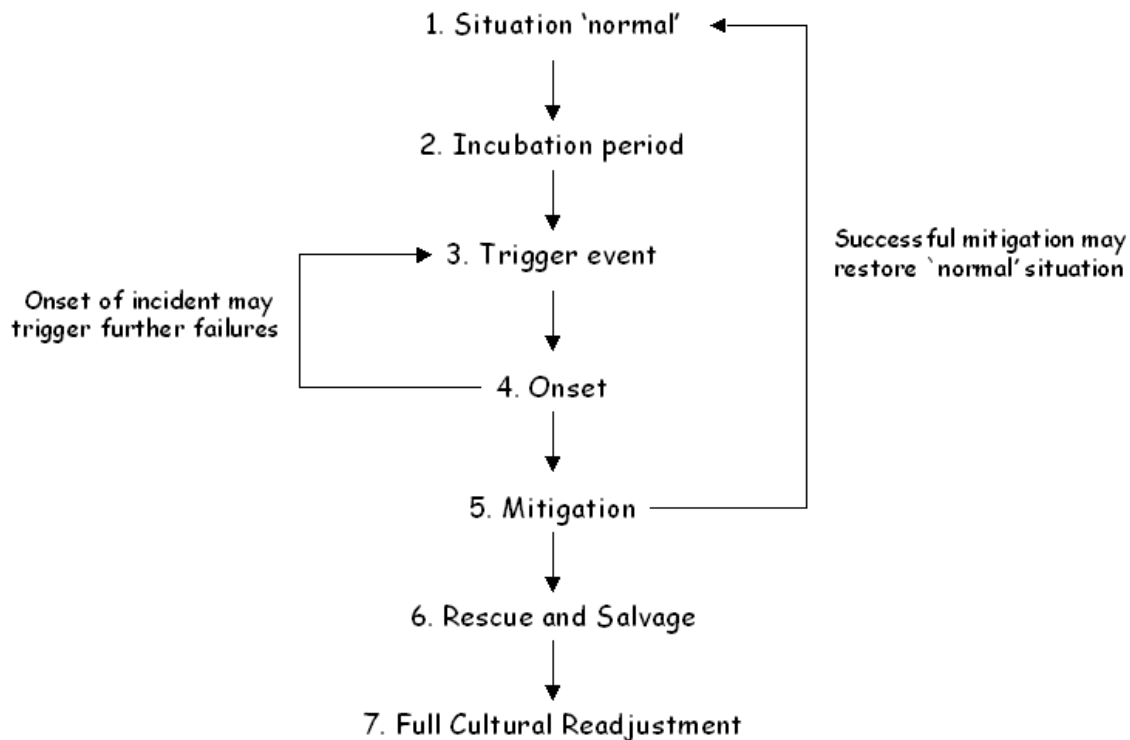 1. Situation ‘normal’
2. Incubation period
3. Trigger event
Successful mitigation may
restore ‘normal’ situation
Onset of incident may
trigger further failures
4. Onset
5. Mitigation
6. Rescue and Salvage
7. Full Cultural Readjustment